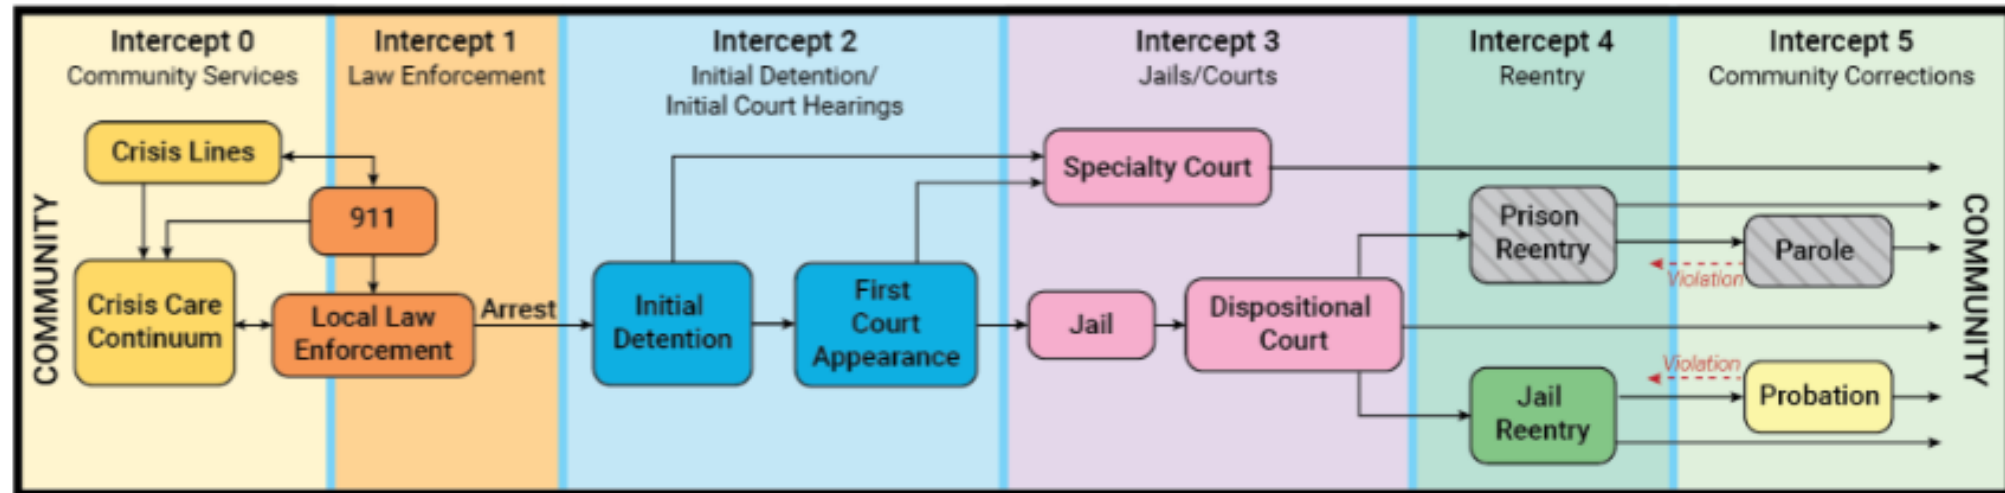 Intercept 0
Community Services
Intercept 1
Law Enforcement
Intercept 2
Initial Detention/
Initial Court Hearings
Intercept 3
Jails/Courts
Intercept 4
Reentry
Intercept 5
Community Corrections
COMMUNITY
Crisis Lines
911
Crisis Care
Continuum
Local Law
Enforcement
Arrest
Initial
Detention
First
Court
Appearance
Specialty Court
Jail
Dispositional
Court
Prison
Reentry
Parole
Violation
Jail
Reentry
Violation
Probation
COMMUNITY